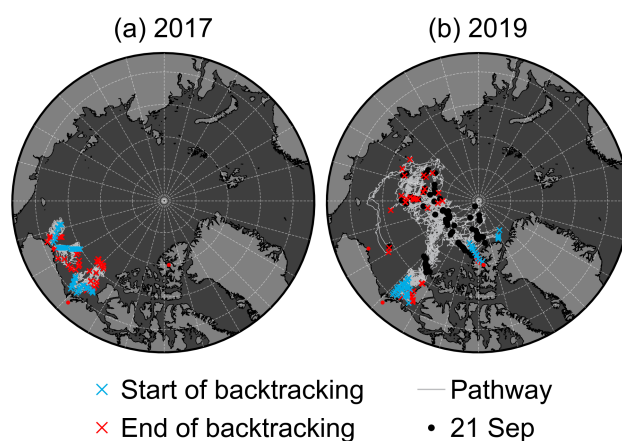 (a) 2017
(b) 2019
Start of backtracking
Pathway
End of backtracking
21 Sep